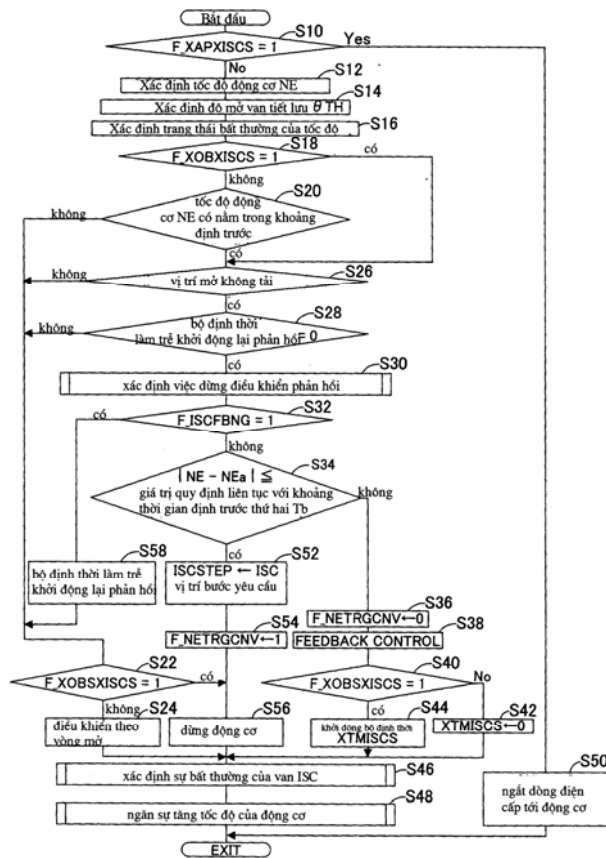 Bắt đầu
S10
F_XAPXISCS = 1
Yes
No
S12
Xác định tốc độ động cơ NE
S14
Xác định độ mở van tiết lưu θTH
S16
Xác định trang thái bất thường của tốc độ
S18
F_XOBXISCS = 1
có
không
S20
tốc độ động
cơ NE có nằm trong khoảng
định trước
không
có
S26
vị trí mở không tải
không
có
S28
bộ định thời
làm trễ khởi động lại phản hồi= 0
không
có
S30
xác định việc dừng điều khiển phản hồi
S32
F_ISCFBNG = 1
có
không
S34
| NE − NEa | ≦
giá trị quy định liên tục với khoảng
thời gian định trước thứ hai Tb
không
có
S58
bộ định thời làm trễ
khởi động lại phản hồi
S52
ISCSTEP ← ISC
vị trí bước yêu cầu
S36
F_NETRGCNV←0
S54
F_NETRGCNV←1
S38
FEEDBACK CONTROL
S22
F_XOBSXISCS = 1
có
không
S40
F_XOBSXISCS = 1
No
có
S24
điều khiển theo
vòng mở
S56
dừng động cơ
S44
khởi động bộ định thời
XTMISCS
S42
XTMISCS←0
S46
xác định sự bất thường của van ISC
S50
ngắt dòng điện
cấp tới động cơ
S48
ngăn sự tăng tốc độ của động cơ
EXIT